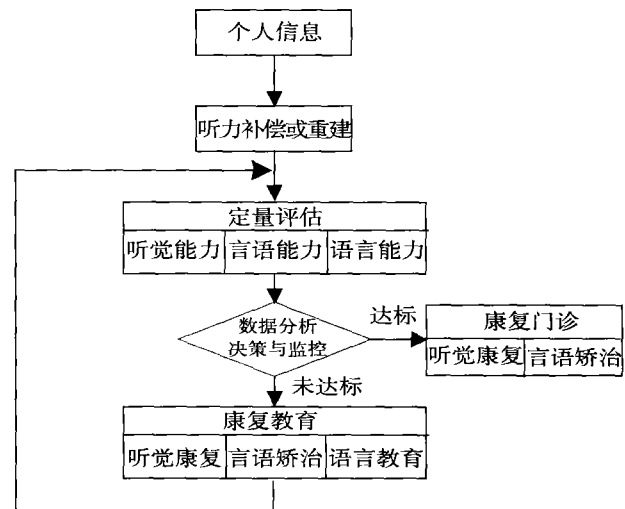 个人信息
听力补偿或重建
定量评估
听觉能力 言语能力 语言能力
数据分析
决策与监控
达标
康复门诊
听觉康复 言语矫治
未达标
康复教育
听觉康复 言语矫治 语言教育